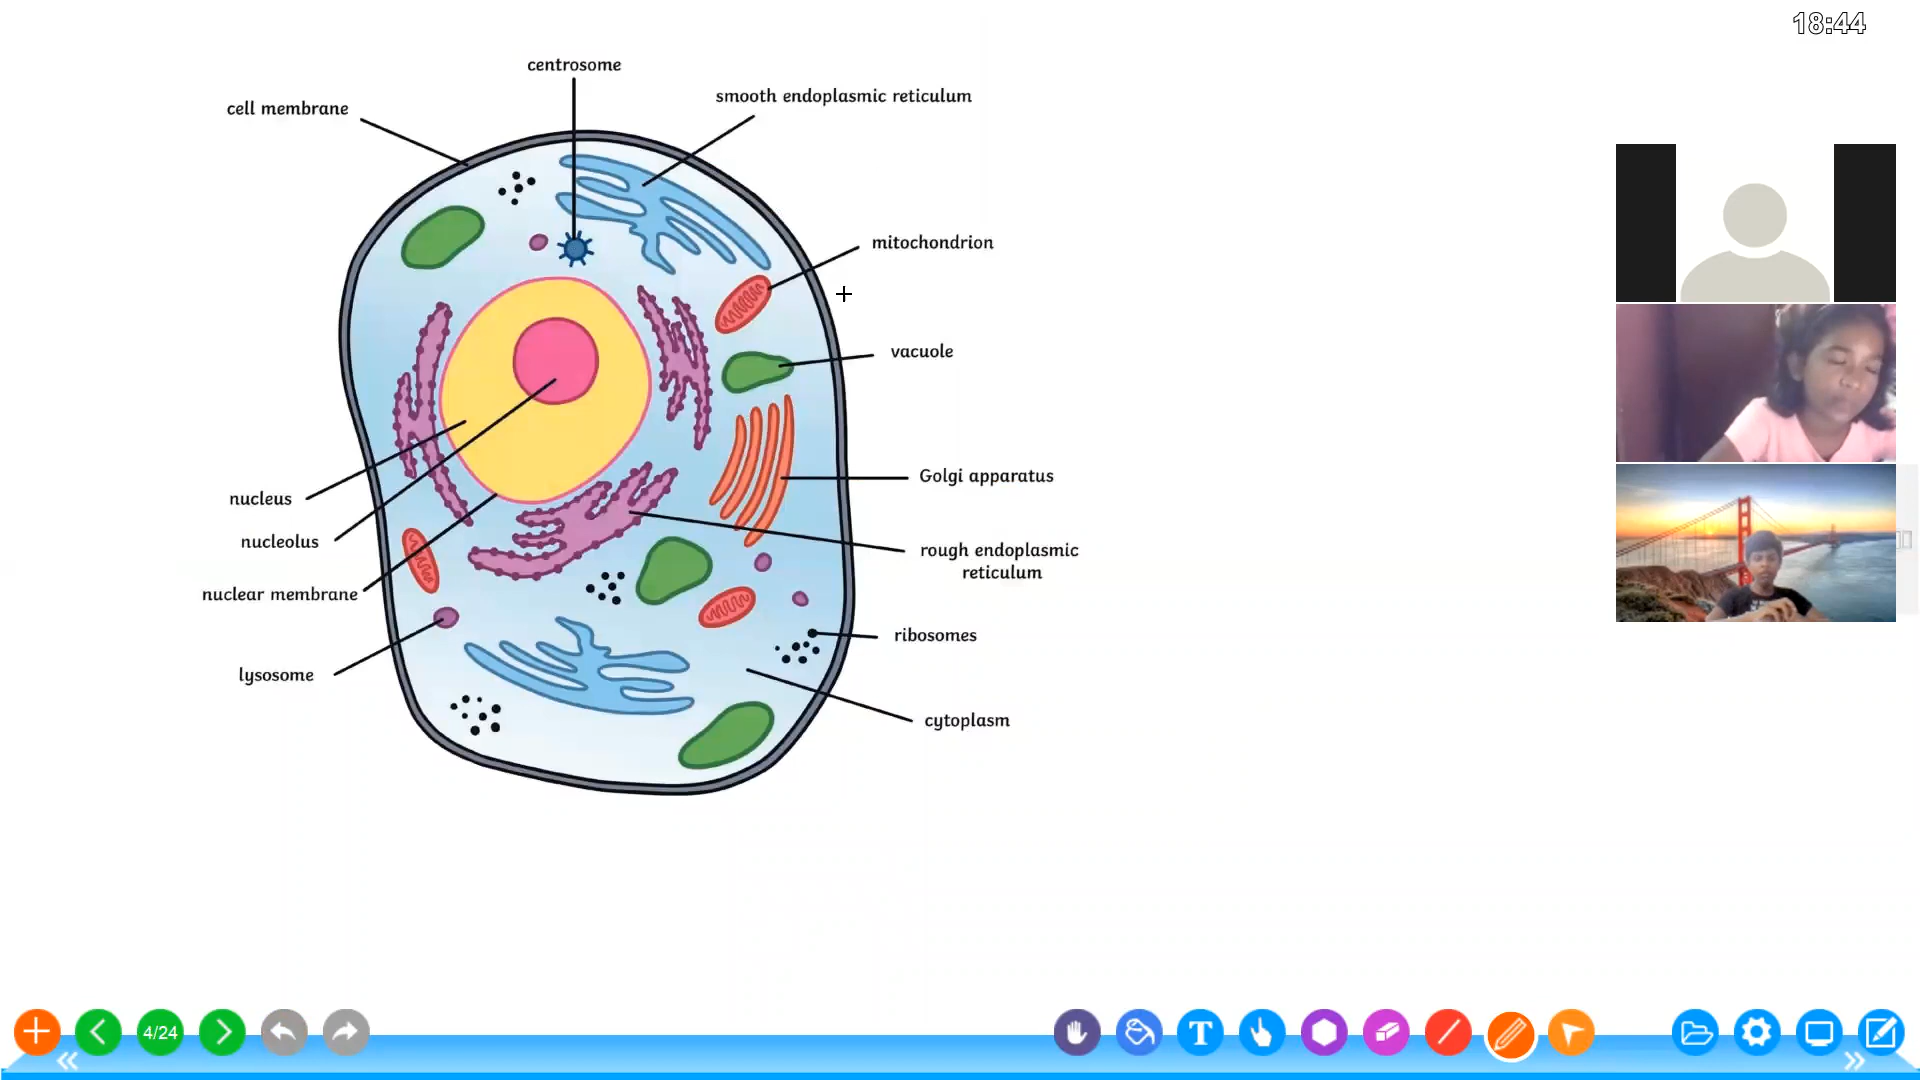 18:44
centrosome
smooth endoplasmic reticulum
cell membrane
mitochondrion
vacuole
Golgi apparatus
nucleus
nucleolus
rough endoplasmic
reticulum
nuclear membrane
ribosomes
lysosome
cytoplasm
4/24
T